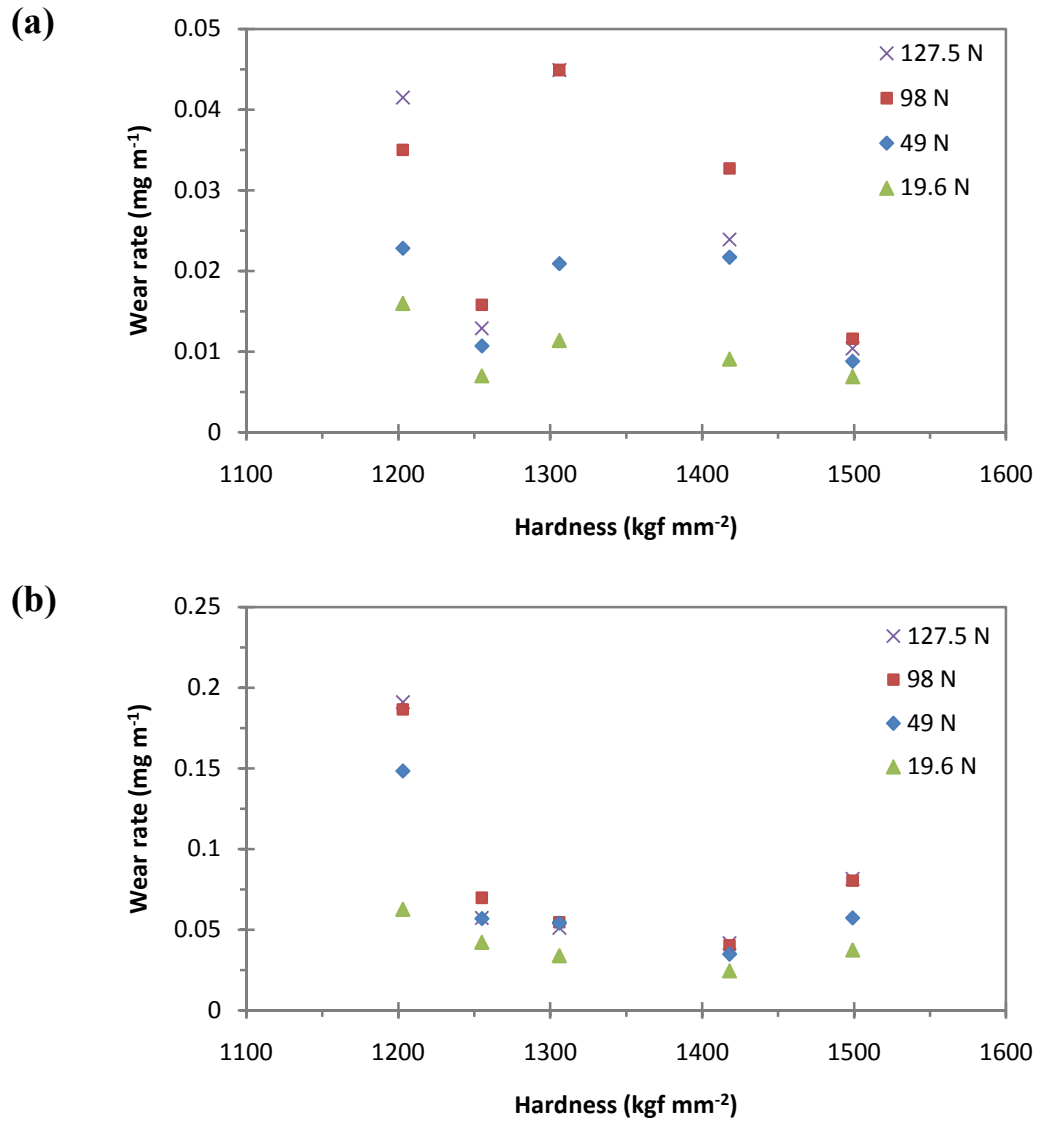 (a)
0.05
0.04
0.03
0.02
0.01
0
Wear rate (mg m⁻¹)
127.5 N
98 N
49 N
19.6 N
1100 1200 1300 1400 1500 1600
Hardness (kgf mm⁻²)
(b)
0.25
0.2
0.15
0.1
0.05
0
Wear rate (mg m⁻¹)
127.5 N
98 N
49 N
19.6 N
1100 1200 1300 1400 1500 1600
Hardness (kgf mm⁻²)